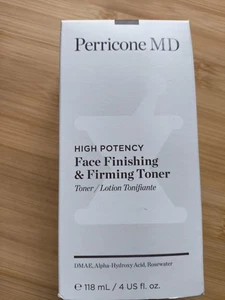 Perricone MD
HIGH POTENCY
Face Finishing
& Firming Toner
Toner / Lotion Tonifiante
DMAE, Alpha-Hydroxy Acid, Rosewater
℮ 118 mL / 4 US fl. oz.